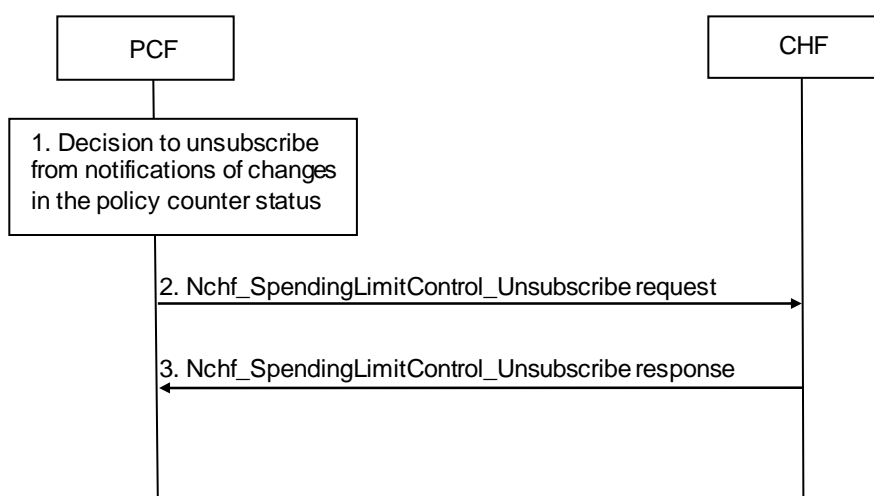 PCF
CHF
1. Decision to unsubscribe
from notifications of changes
in the policy counter status
2. Nchf_SpendingLimitControl_Unsubscribe request
3. Nchf_SpendingLimitControl_Unsubscribe response